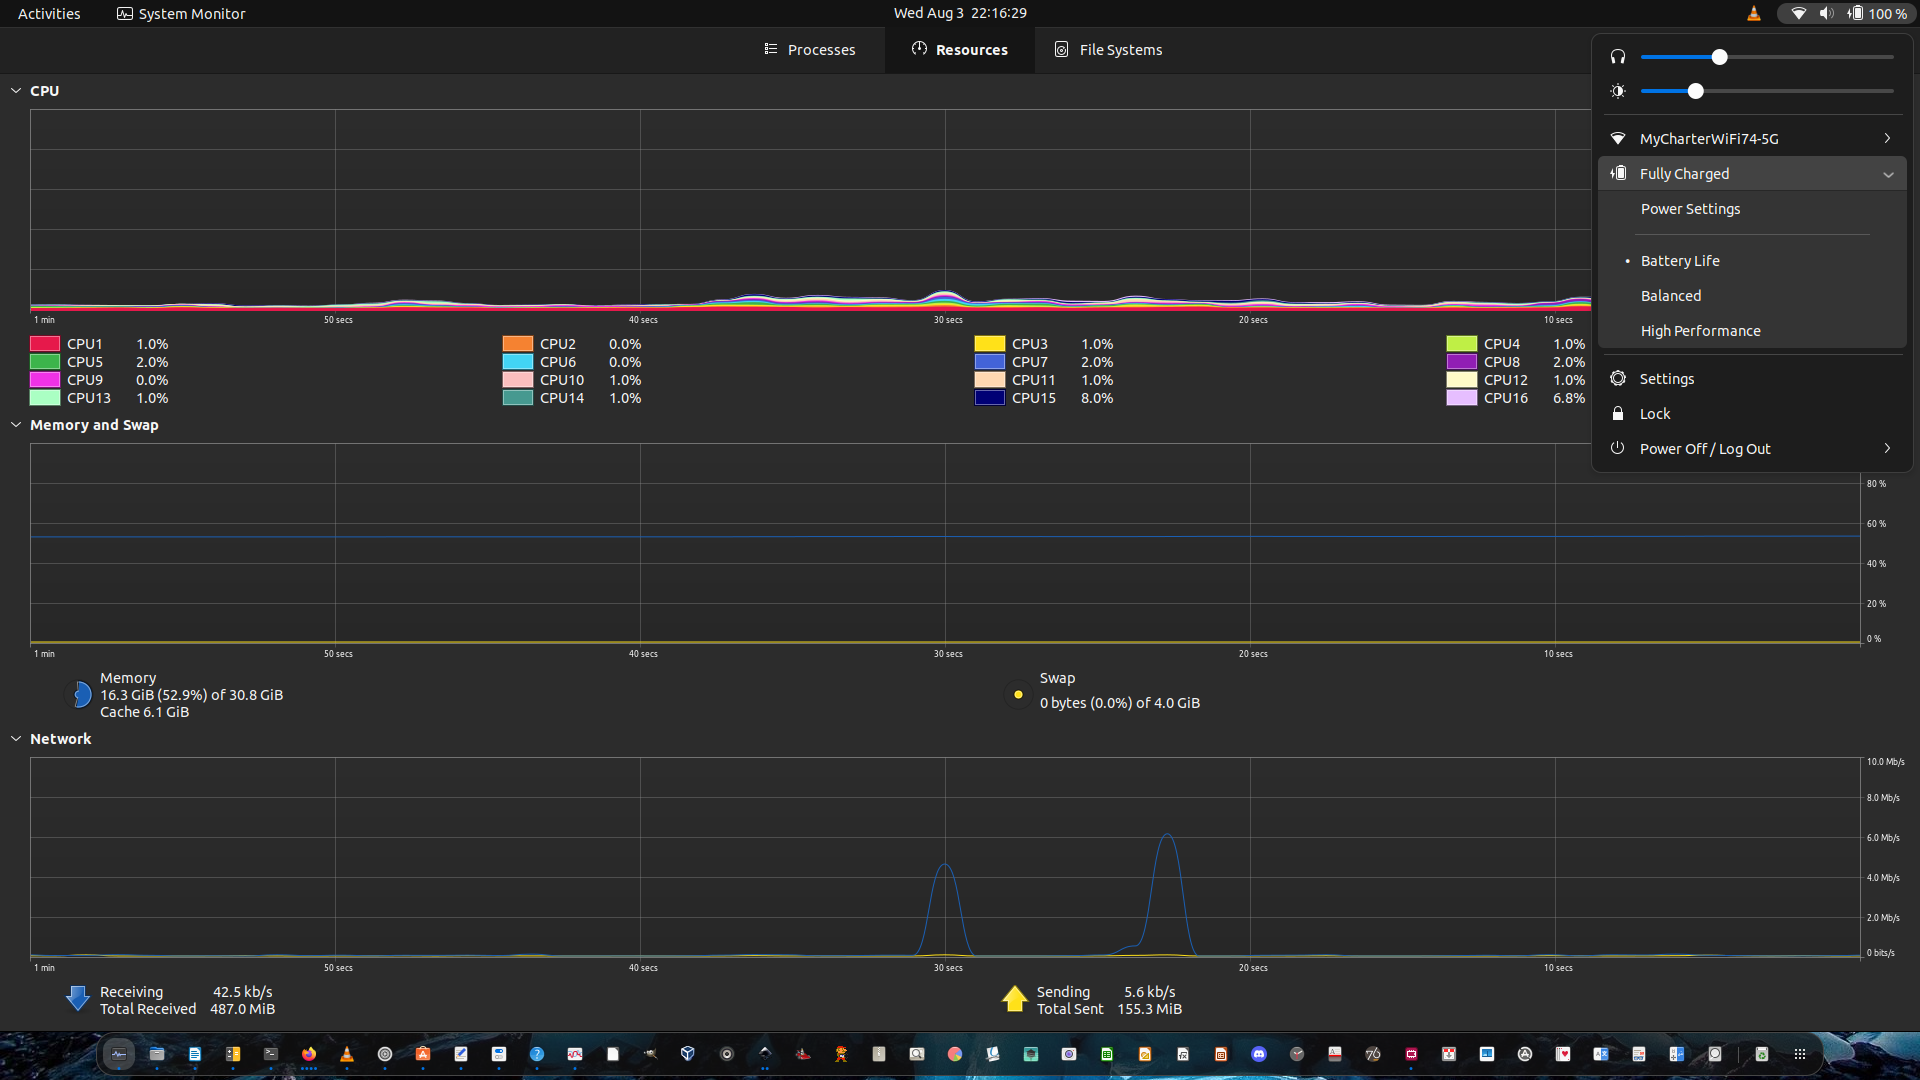 Activities System Monitor Wed Aug 3 22:16:29 100 %
Processes Resources File Systems
CPU
1 min 50 secs 40 secs 30 secs 20 secs 10 secs
CPU1 1.0% CPU2 0.0% CPU3 1.0% CPU4 1.0%
CPU5 2.0% CPU6 0.0% CPU7 2.0% CPU8 2.0%
CPU9 0.0% CPU10 1.0% CPU11 1.0% CPU12 1.0%
CPU13 1.0% CPU14 1.0% CPU15 8.0% CPU16 6.8%
MyCharterWiFi74-5G
Fully Charged
Power Settings
Battery Life
Balanced
High Performance
Settings
Lock
Power Off / Log Out
Memory and Swap
80 %
60 %
40 %
20 %
0 %
1 min 50 secs 40 secs 30 secs 20 secs 10 secs
Memory
16.3 GiB (52.9%) of 30.8 GiB
Cache 6.1 GiB
Swap
0 bytes (0.0%) of 4.0 GiB
Network
10.0 Mb/s
8.0 Mb/s
6.0 Mb/s
4.0 Mb/s
2.0 Mb/s
0 bits/s
1 min 50 secs 40 secs 30 secs 20 secs 10 secs
Receiving 42.5 kb/s
Total Received 487.0 MiB
Sending 5.6 kb/s
Total Sent 155.3 MiB